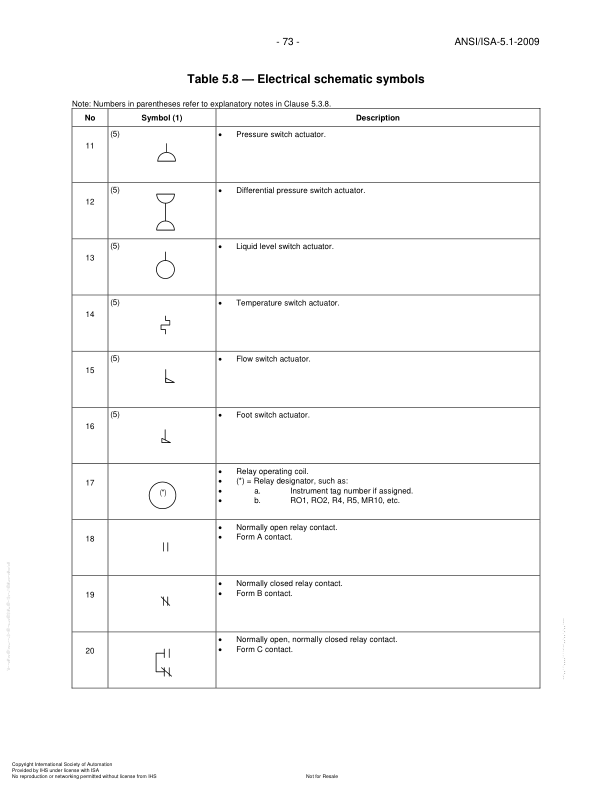 - 73 -
ANSI/ISA-5.1-2009
Table 5.8 — Electrical schematic symbols
Note: Numbers in parentheses refer to explanatory notes in Clause 5.3.8.
No Symbol (1) Description
11 (5) • Pressure switch actuator.
12 (5) • Differential pressure switch actuator.
13 (5) • Liquid level switch actuator.
14 (5) • Temperature switch actuator.
15 (5) • Flow switch actuator.
16 (5) • Foot switch actuator.
17 (*) • Relay operating coil.
• (*) = Relay designator, such as:
• a. Instrument tag number if assigned.
• b. RO1, RO2, R4, R5, MR10, etc.
18 • Normally open relay contact.
• Form A contact.
19 • Normally closed relay contact.
• Form B contact.
20 • Normally open, normally closed relay contact.
• Form C contact.
Copyright International Society of Automation
Provided by IHS under license with ISA
No reproduction or networking permitted without license from IHS
Not for Resale